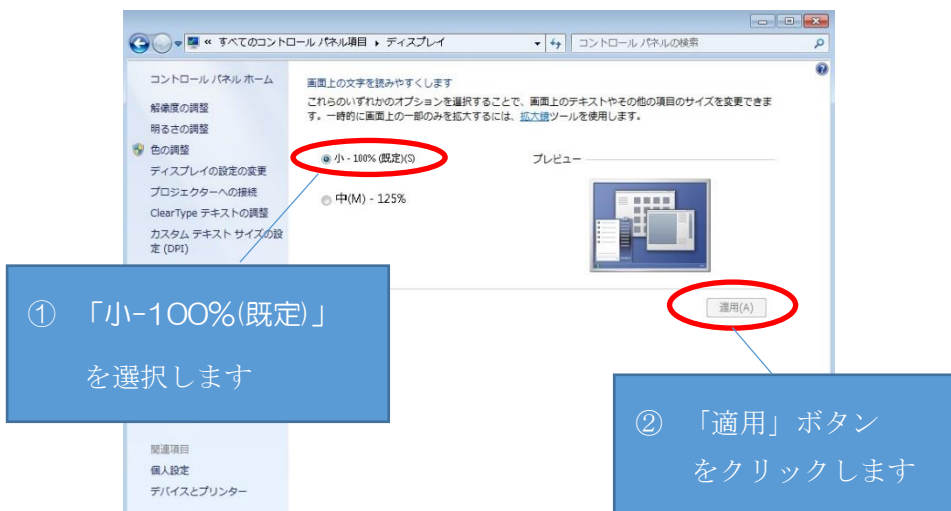 « すべてのコントロール パネル項目 ▸ ディスプレイ
コントロール パネルの検索
コントロール パネル ホーム
解像度の調整
明るさの調整
色の調整
ディスプレイの設定の変更
プロジェクターへの接続
ClearType テキストの調整
カスタム テキスト サイズの設
定 (DPI)
画面上の文字を読みやすくします
これらのいずれかのオプションを選択することで、画面上のテキストやその他の項目のサイズを変更できま
す。一時的に画面上の一部のみを拡大するには、拡大鏡ツールを使用します。
小 - 100% (既定)(S)
プレビュー
中(M) - 125%
適用(A)
① 「小-100%(既定)」
を選択します
② 「適用」ボタン
をクリックします
関連項目
個人設定
デバイスとプリンター